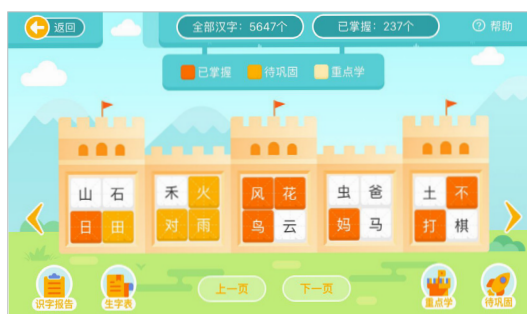 返回
全部汉字：5647个
已掌握：237个
帮助
已掌握
待巩固
重点学
山 石 禾 火 风 花 虫 爸 土 不
日 田 对 雨 鸟 云 妈 马 打 棋
识字报告
生字表
上一页
下一页
重点学
待巩固